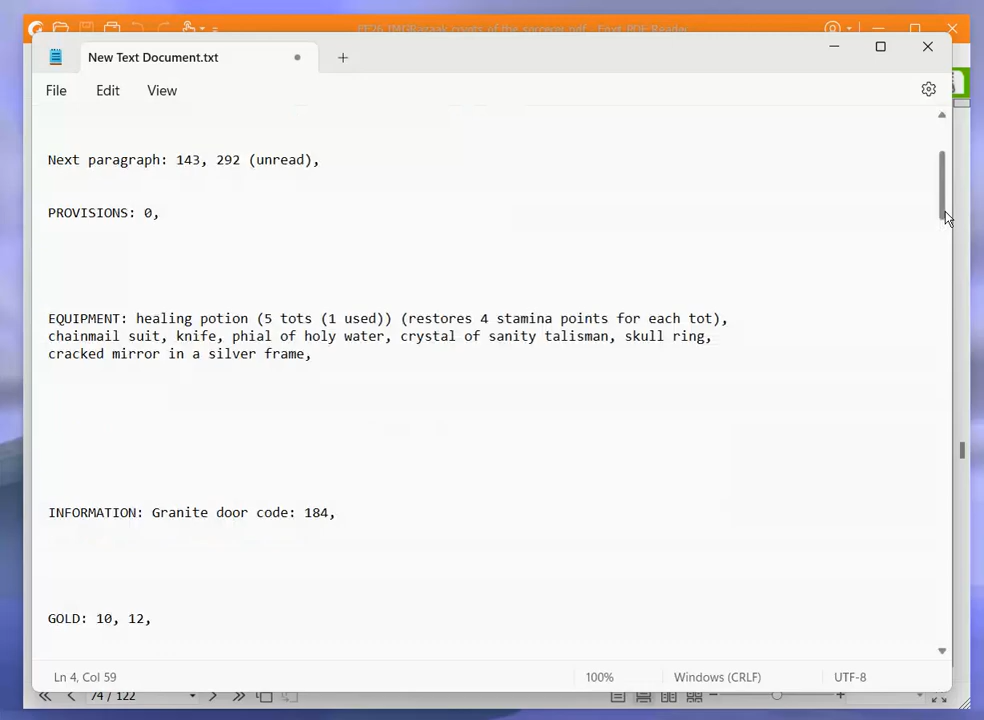 New Text Document.txt
File Edit View
Next paragraph: 143, 292 (unread),
PROVISIONS: 0,
EQUIPMENT: healing potion (5 tots (1 used)) (restores 4 stamina points for each tot),
chainmail suit, knife, phial of holy water, crystal of sanity talisman, skull ring,
cracked mirror in a silver frame,
INFORMATION: Granite door code: 184,
GOLD: 10, 12,
Ln 4, Col 59 100% Windows (CRLF) UTF-8
74 / 122